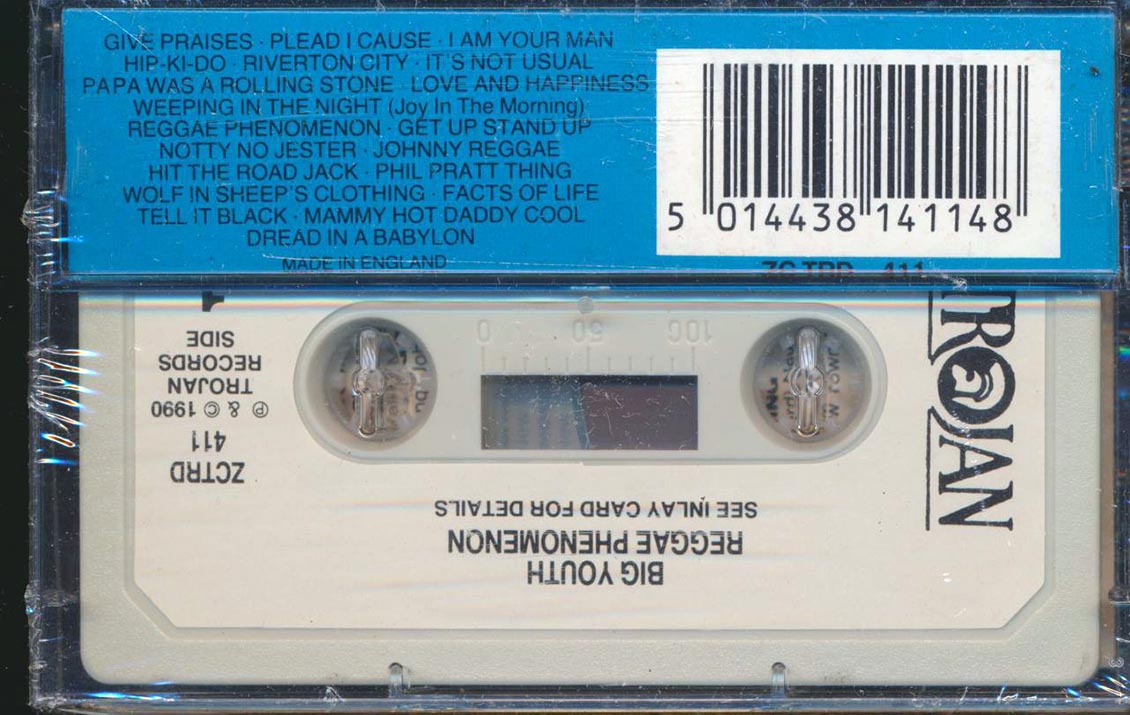 GIVE PRAISES · PLEAD I CAUSE · I AM YOUR MAN
HIP-KI-DO · RIVERTON CITY · IT'S NOT USUAL
PAPA WAS A ROLLING STONE · LOVE AND HAPPINESS
WEEPING IN THE NIGHT (Joy In The Morning)
REGGAE PHENOMENON · GET UP STAND UP
NOTTY NO JESTER · JOHNNY REGGAE
HIT THE ROAD JACK · PHIL PRATT THING
WOLF IN SHEEP'S CLOTHING · FACTS OF LIFE
TELL IT BLACK · MAMMY HOT DADDY COOL
DREAD IN A BABYLON
MADE IN ENGLAND
5 014438 141148
ZC TRD 411
TROJAN
BIG YOUTH
REGGAE PHENOMENON
SEE INLAY CARD FOR DETAILS
ZCTRD
411
℗ & © 1990
TROJAN
RECORDS
SIDE
1
0 50 100